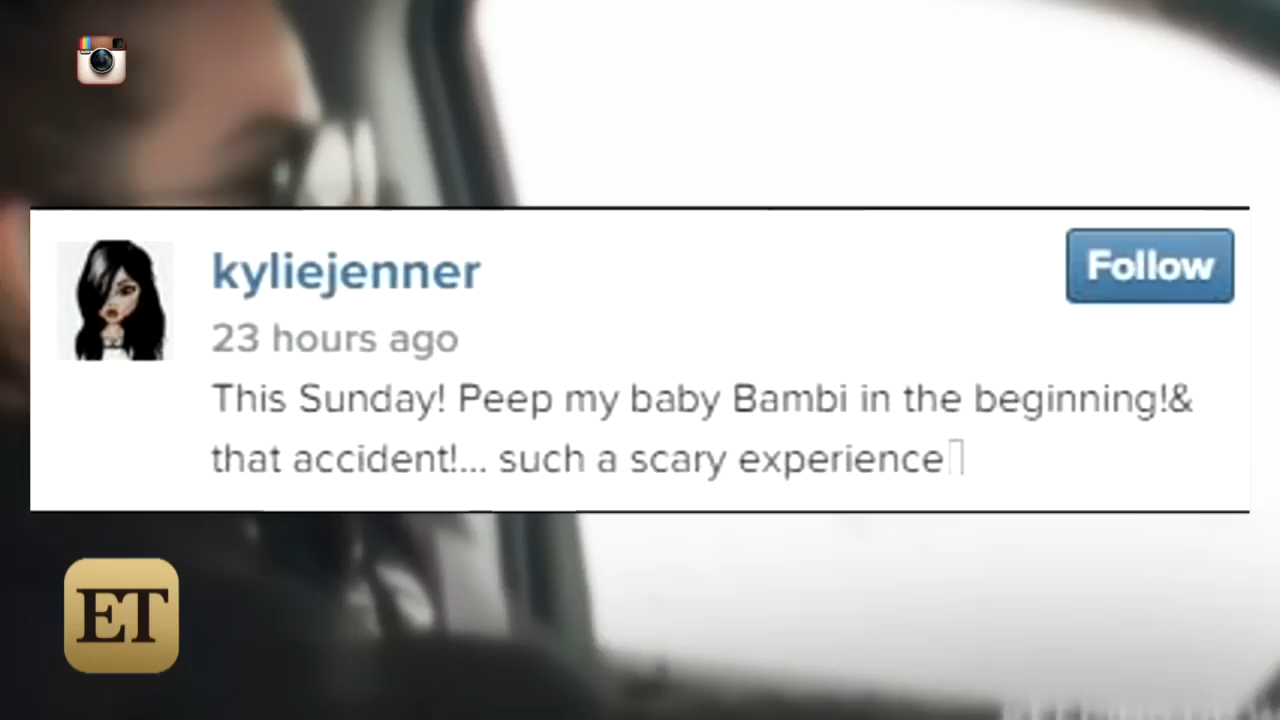 kyliejenner
Follow
23 hours ago
This Sunday! Peep my baby Bambi in the beginning!&
that accident!... such a scary experience
ET